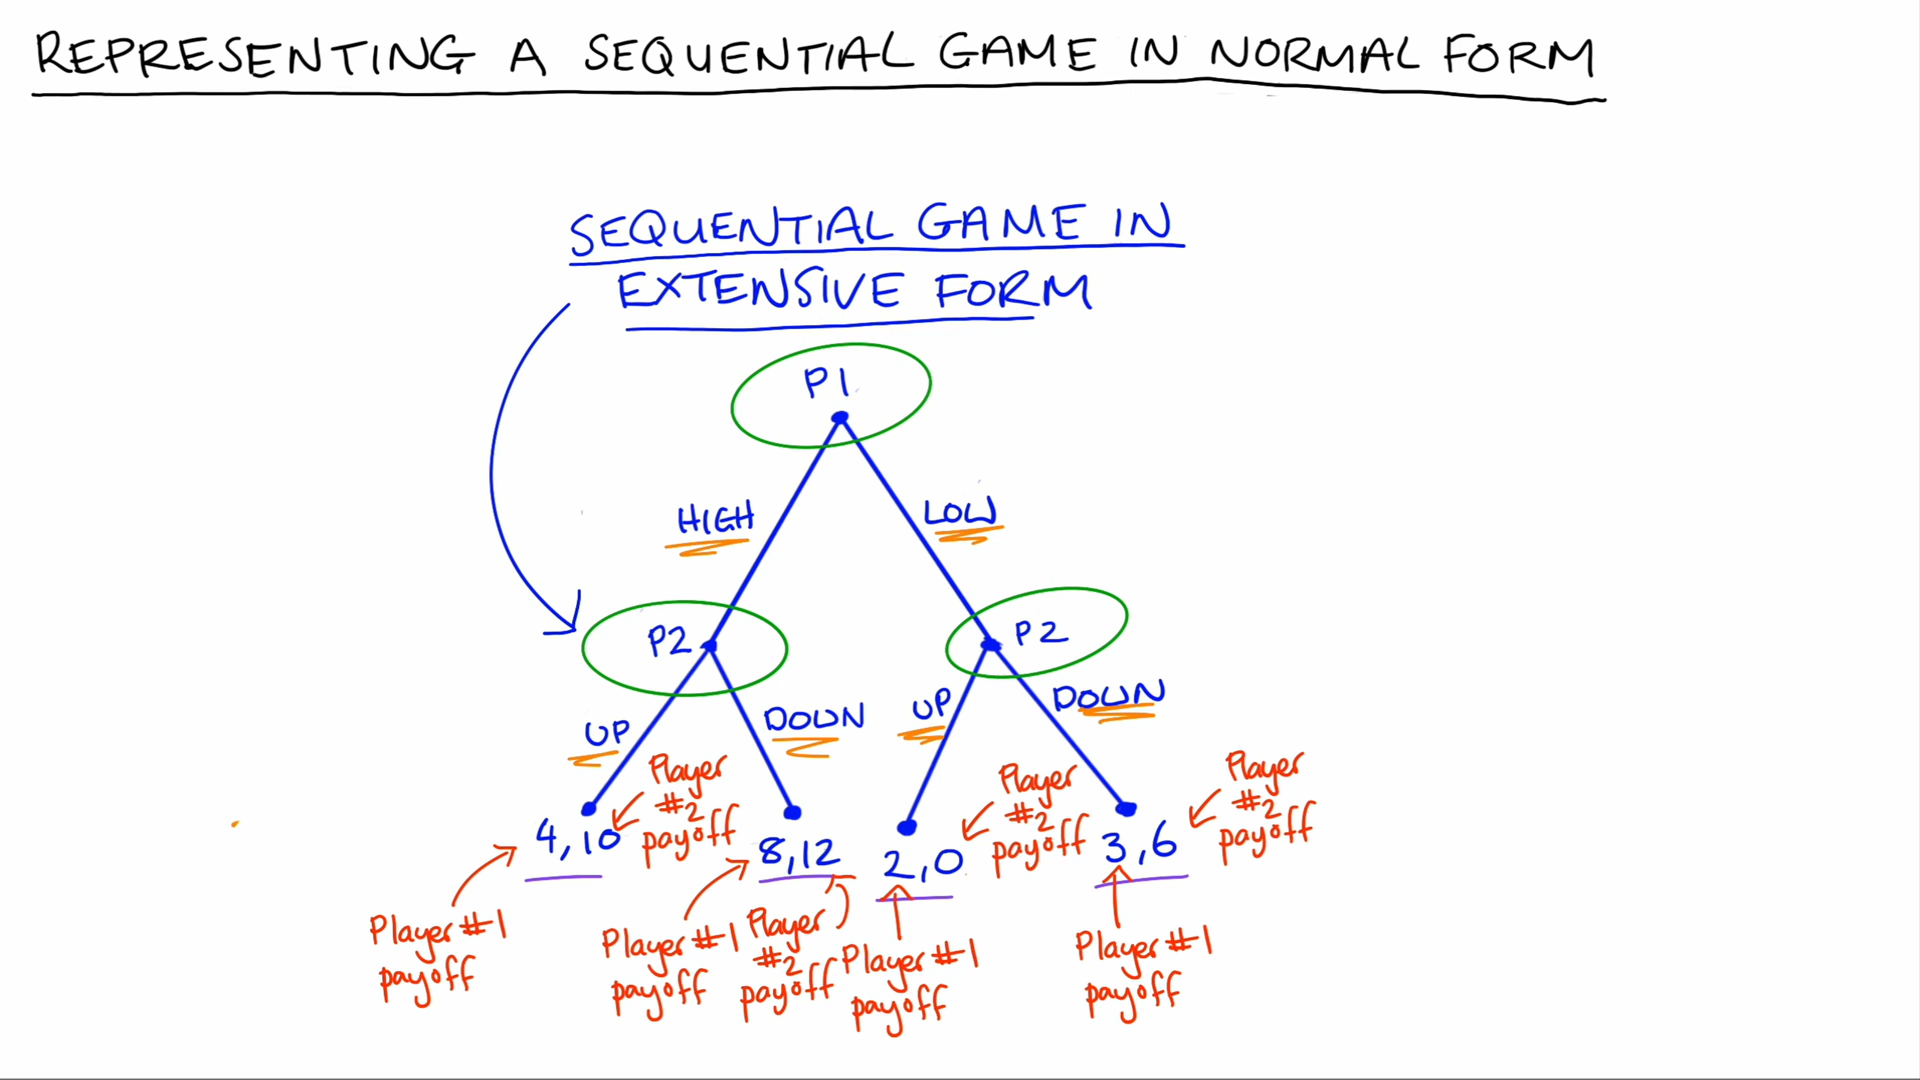 REPRESENTING A SEQUENTIAL GAME IN NORMAL FORM
SEQUENTIAL GAME IN
EXTENSIVE FORM
P1
HIGH
LOW
P2
P2
UP
DOWN
UP
DOWN
Player
#2
payoff
Player
#2
payoff
Player
#2
payoff
4,10
8,12
2,0
3,6
Player #1
payoff
Player #1
payoff
Player
#2
payoff
Player #1
payoff
Player #1
payoff